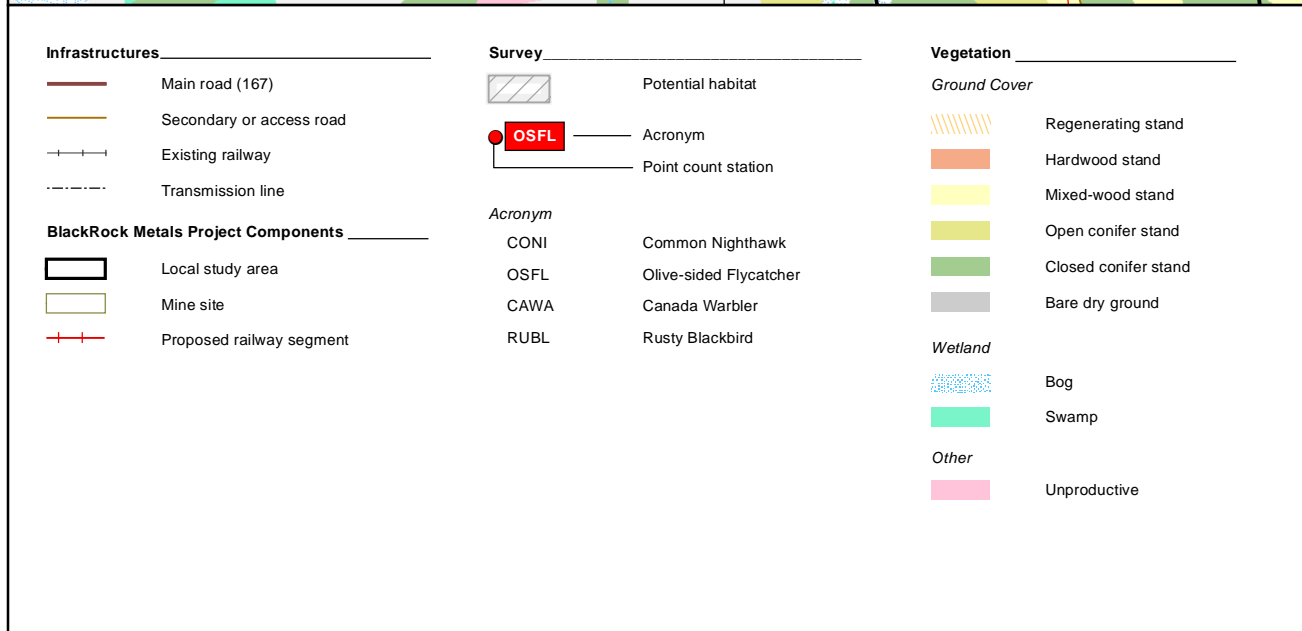 Infrastructures
Main road (167)
Secondary or access road
Existing railway
Transmission line
BlackRock Metals Project Components
Local study area
Mine site
Proposed railway segment
Survey
Potential habitat
OSFL
Acronym
Point count station
Acronym
CONI Common Nighthawk
OSFL Olive-sided Flycatcher
CAWA Canada Warbler
RUBL Rusty Blackbird
Vegetation
Ground Cover
Regenerating stand
Hardwood stand
Mixed-wood stand
Open conifer stand
Closed conifer stand
Bare dry ground
Wetland
Bog
Swamp
Other
Unproductive